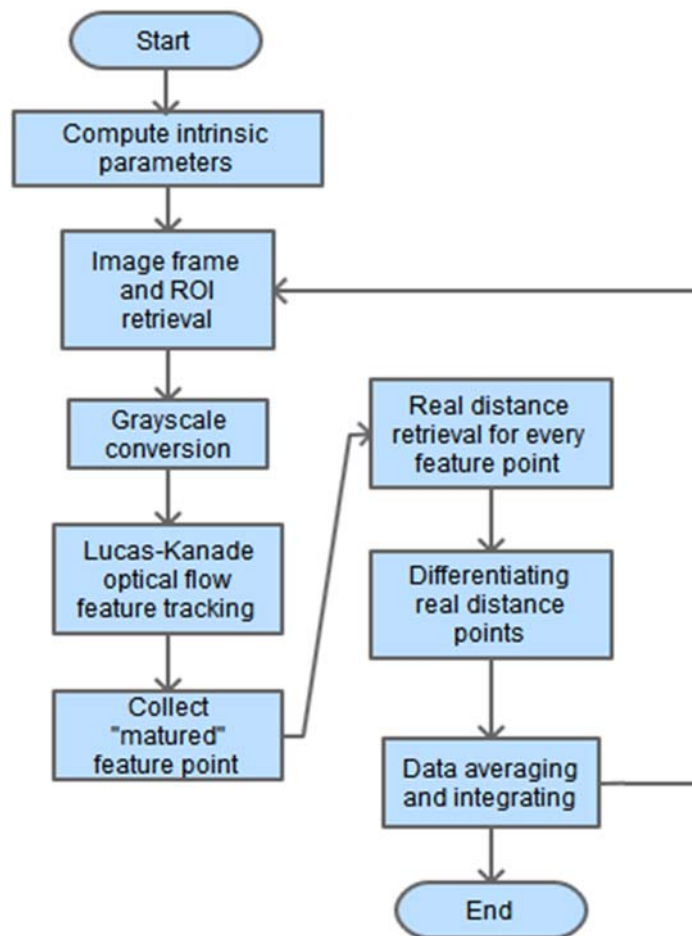 Start
Compute intrinsic
parameters
Image frame
and ROI
retrieval
Grayscale
conversion
Lucas-Kanade
optical flow
feature tracking
Collect
"matured"
feature point
Real distance
retrieval for every
feature point
Differentiating
real distance
points
Data averaging
and integrating
End